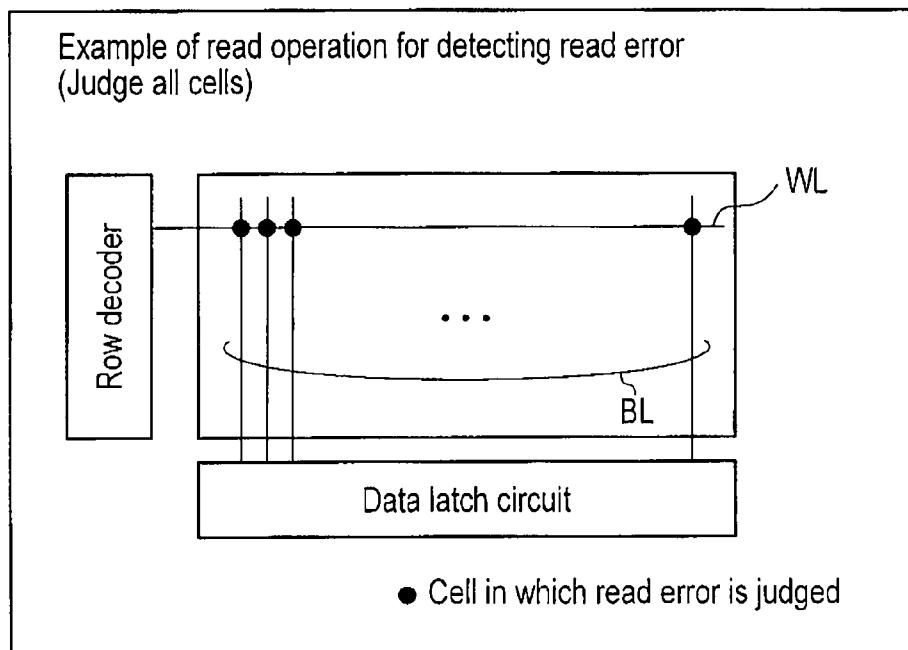 Example of read operation for detecting read error
(Judge all cells)
WL
Row decoder
BL
Data latch circuit
Cell in which read error is judged